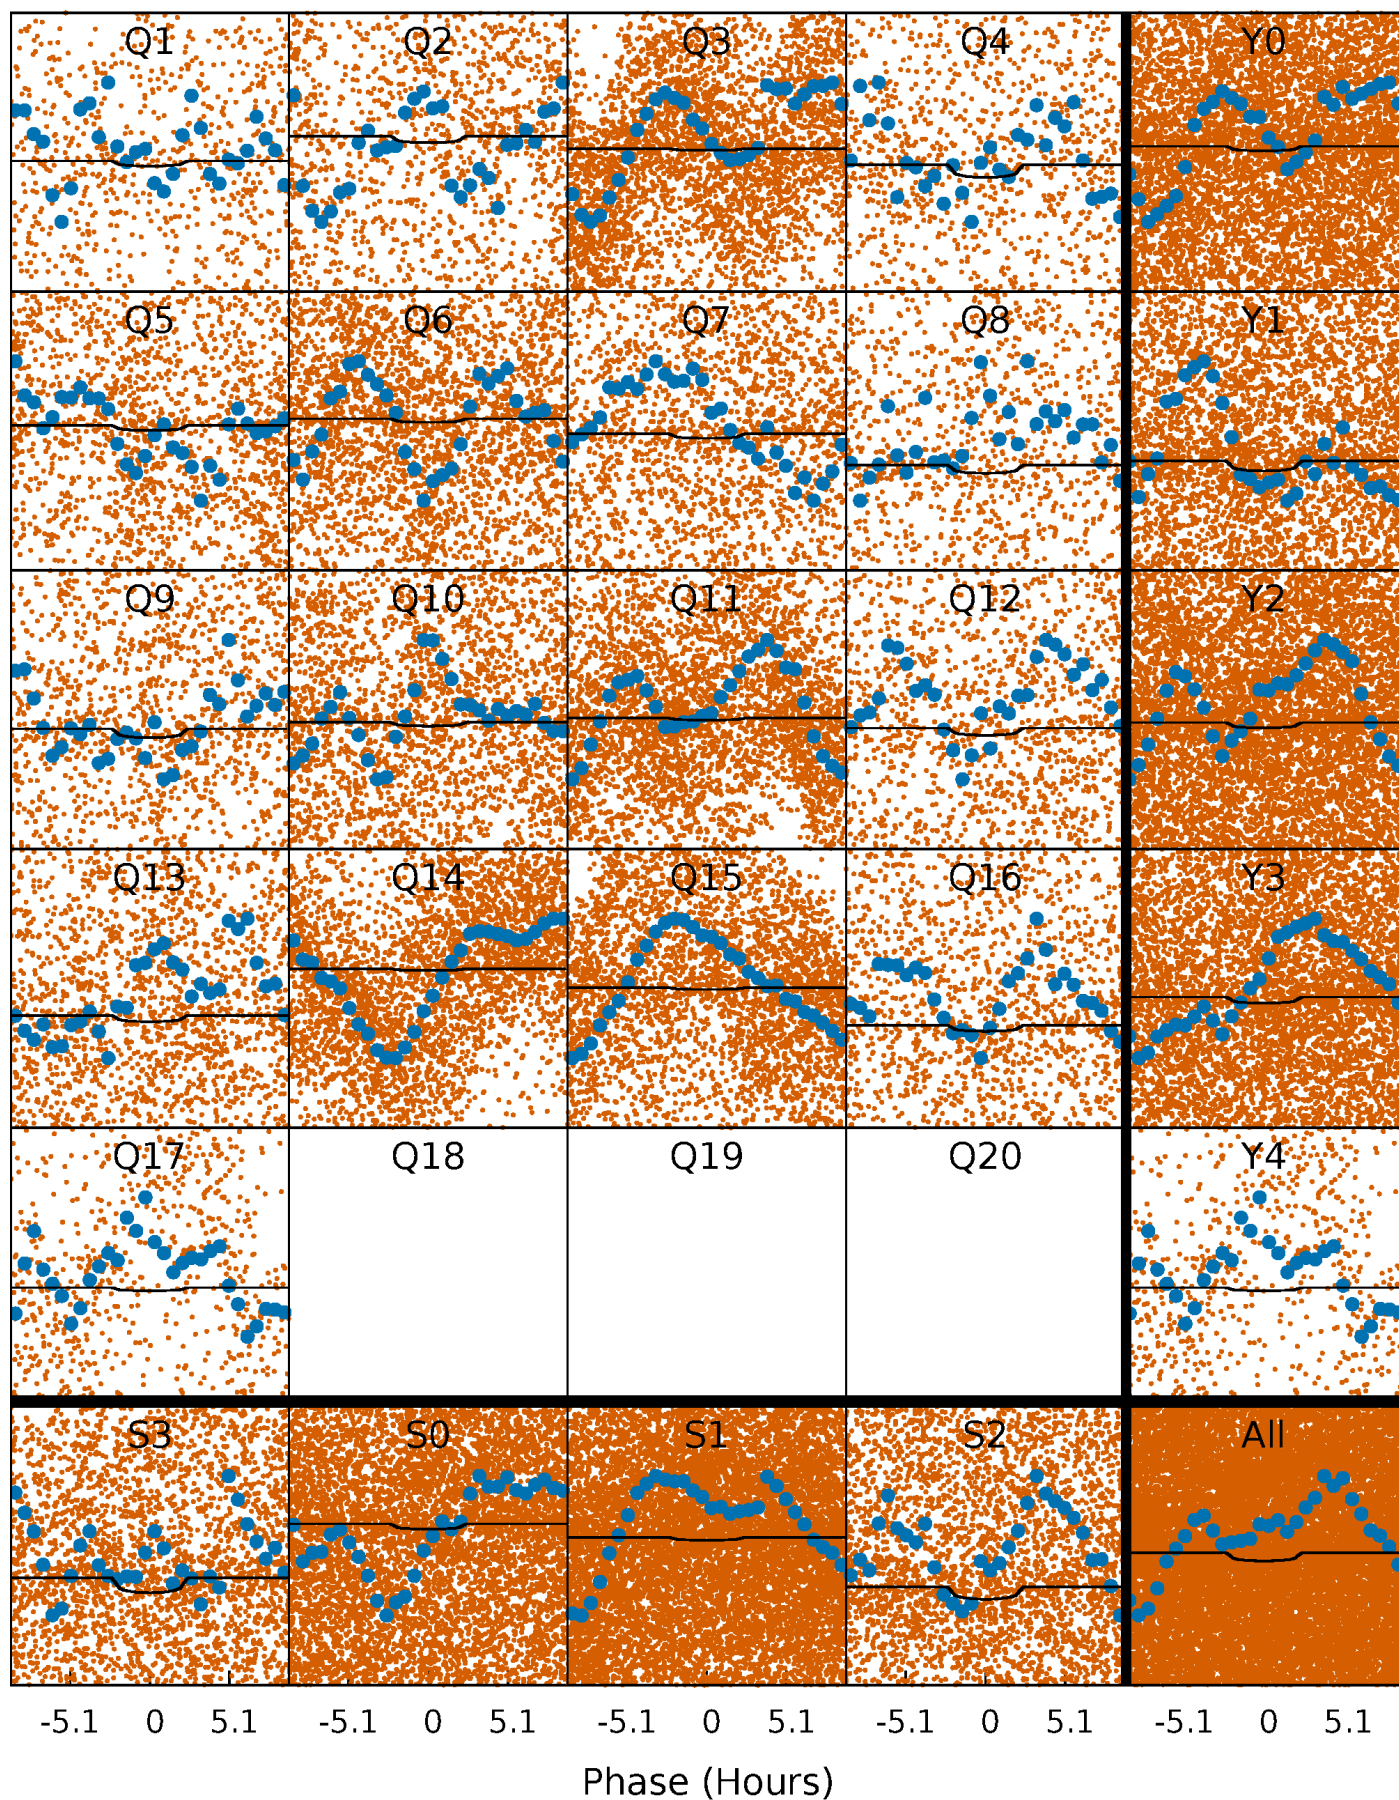 Q1 Q2 Q3 Q4 Y0
Q5 Q6 Q7 Q8 Y1
Q9 Q10 Q11 Q12 Y2
Q13 Q14 Q15 Q16 Y3
Q17 Q18 Q19 Q20 Y4
S3 S0 S1 S2 All
-5.1 0 5.1 -5.1 0 5.1 -5.1 0 5.1 -5.1 0 5.1 -5.1 0 5.1
Phase (Hours)